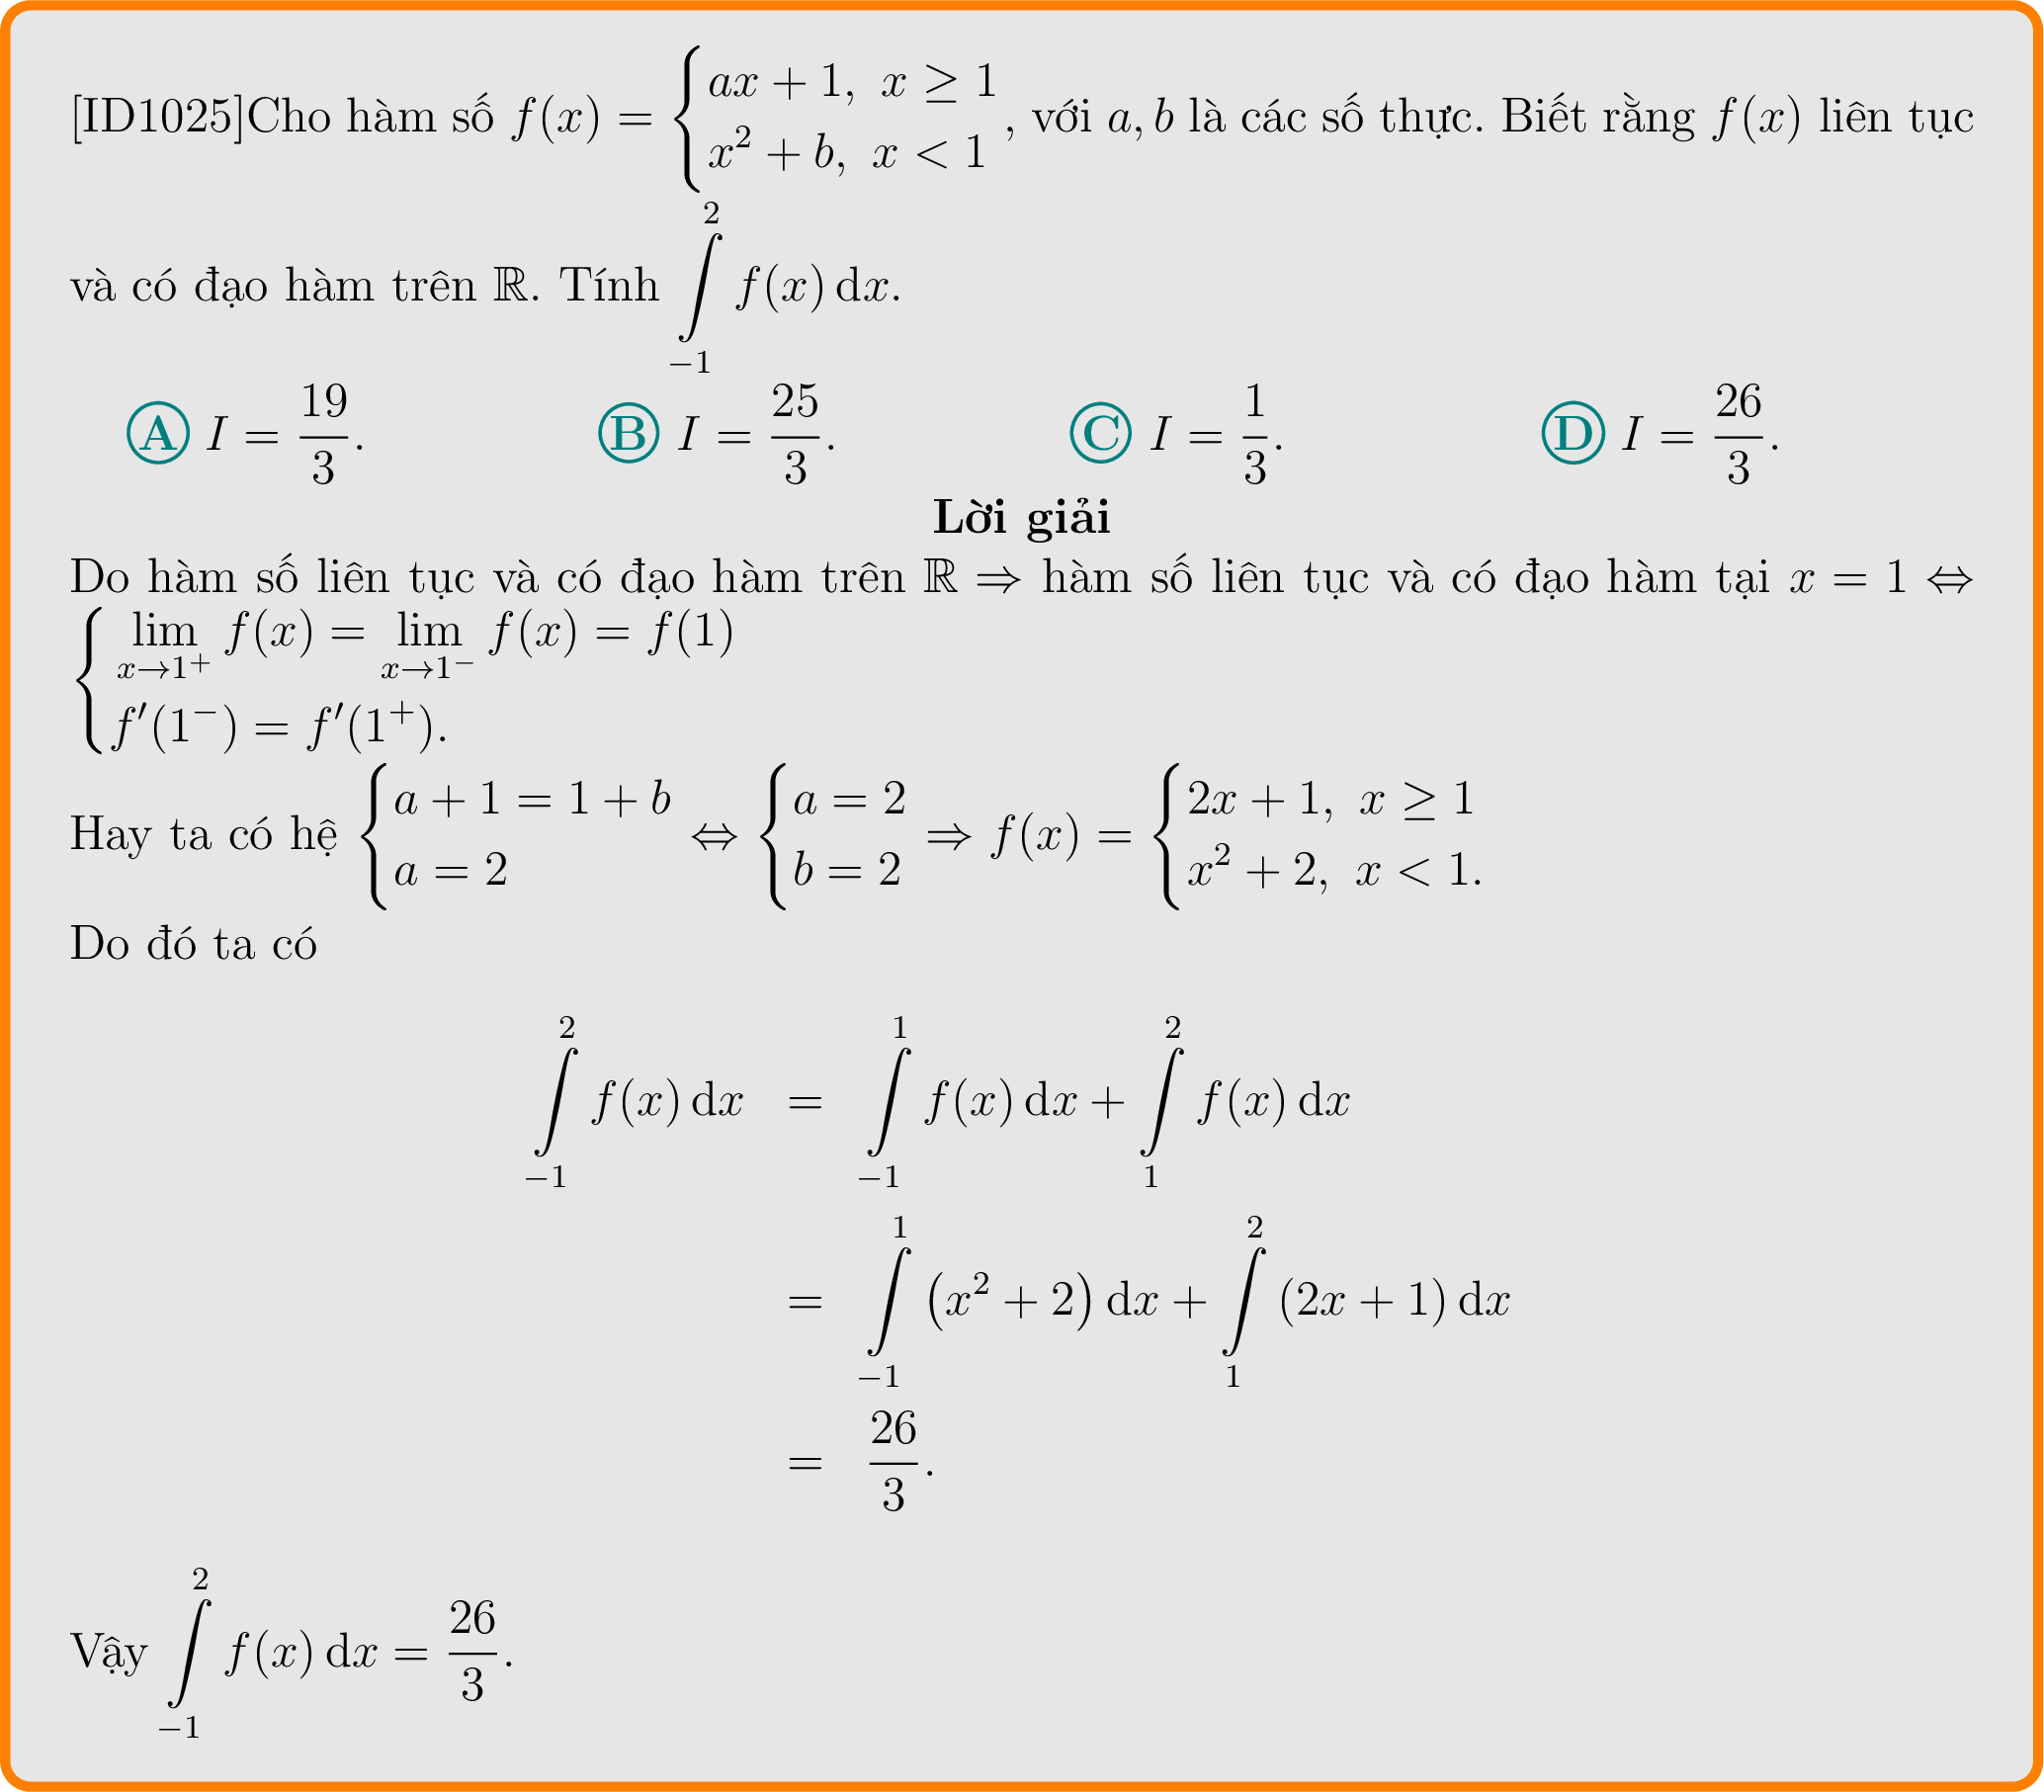 [ID1025]Cho hàm số $f(x) = \begin{cases} ax + 1, \ x \geq 1 \\ x^2 + b, \ x < 1 \end{cases}$, với $a, b$ là các số thực. Biết rằng $f(x)$ liên tục
và có đạo hàm trên $\mathbb{R}$. Tính $\int\limits_{-1}^{2} f(x) \, \mathrm{d}x$.
A $I = \frac{19}{3}$. B $I = \frac{25}{3}$. C $I = \frac{1}{3}$. D $I = \frac{26}{3}$.
Lời giải
Do hàm số liên tục và có đạo hàm trên $\mathbb{R} \Rightarrow$ hàm số liên tục và có đạo hàm tại $x = 1 \Leftrightarrow$
$\begin{cases} \lim\limits_{x \to 1^+} f(x) = \lim\limits_{x \to 1^-} f(x) = f(1) \\ f'(1^-) = f'(1^+). \end{cases}$
Hay ta có hệ $\begin{cases} a + 1 = 1 + b \\ a = 2 \end{cases} \Leftrightarrow \begin{cases} a = 2 \\ b = 2 \end{cases} \Rightarrow f(x) = \begin{cases} 2x + 1, \ x \geq 1 \\ x^2 + 2, \ x < 1. \end{cases}$
Do đó ta có
$\int\limits_{-1}^{2} f(x) \, \mathrm{d}x = \int\limits_{-1}^{1} f(x) \, \mathrm{d}x + \int\limits_{1}^{2} f(x) \, \mathrm{d}x$
$= \int\limits_{-1}^{1} \left(x^2 + 2\right) \mathrm{d}x + \int\limits_{1}^{2} (2x + 1) \, \mathrm{d}x$
$= \frac{26}{3}.$
Vậy $\int\limits_{-1}^{2} f(x) \, \mathrm{d}x = \frac{26}{3}$.